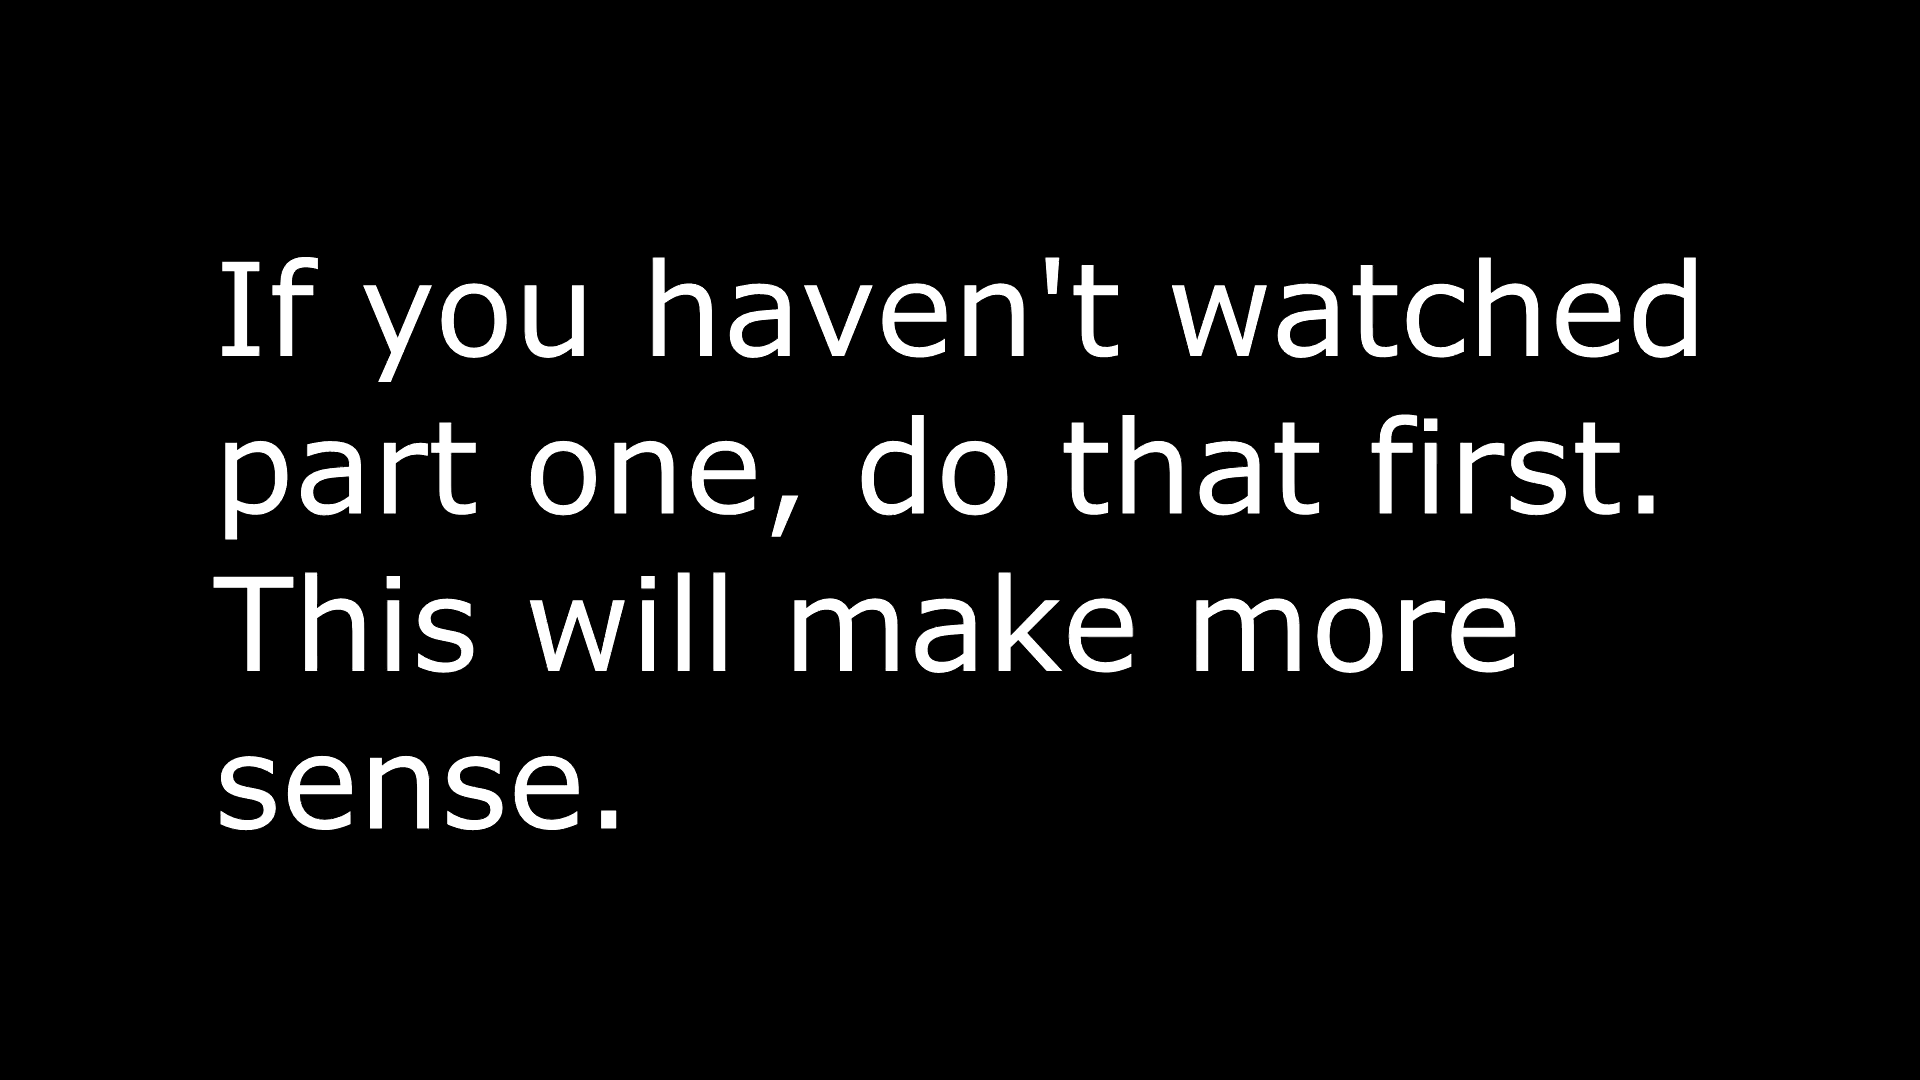 If you haven't watched
part one, do that first.
This will make more
sense.